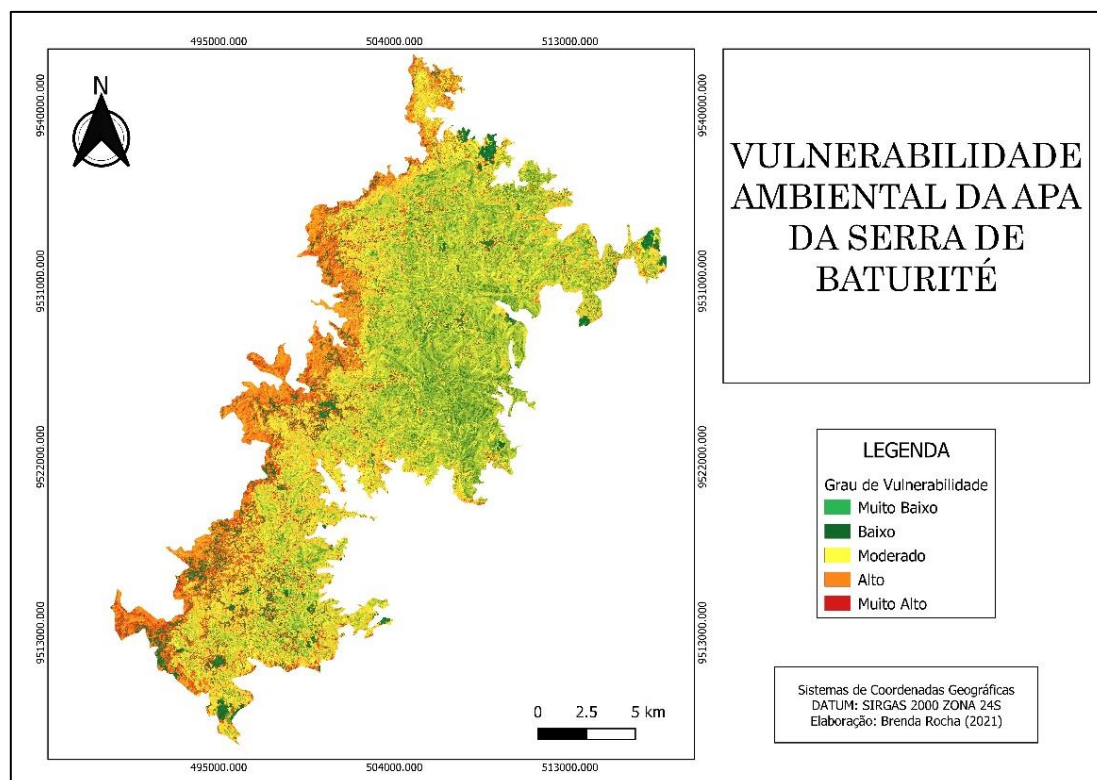 495000.000 504000.000 513000.000
N
9540000.000
9531000.000
9522000.000
9513000.000
9540000.000
9531000.000
9522000.000
9513000.000
0 2.5 5 km
495000.000 504000.000 513000.000
VULNERABILIDADE
AMBIENTAL DA APA
DA SERRA DE
BATURITÉ
LEGENDA
Grau de Vulnerabilidade
Muito Baixo
Baixo
Moderado
Alto
Muito Alto
Sistemas de Coordenadas Geográficas
DATUM: SIRGAS 2000 ZONA 24S
Elaboração: Brenda Rocha (2021)